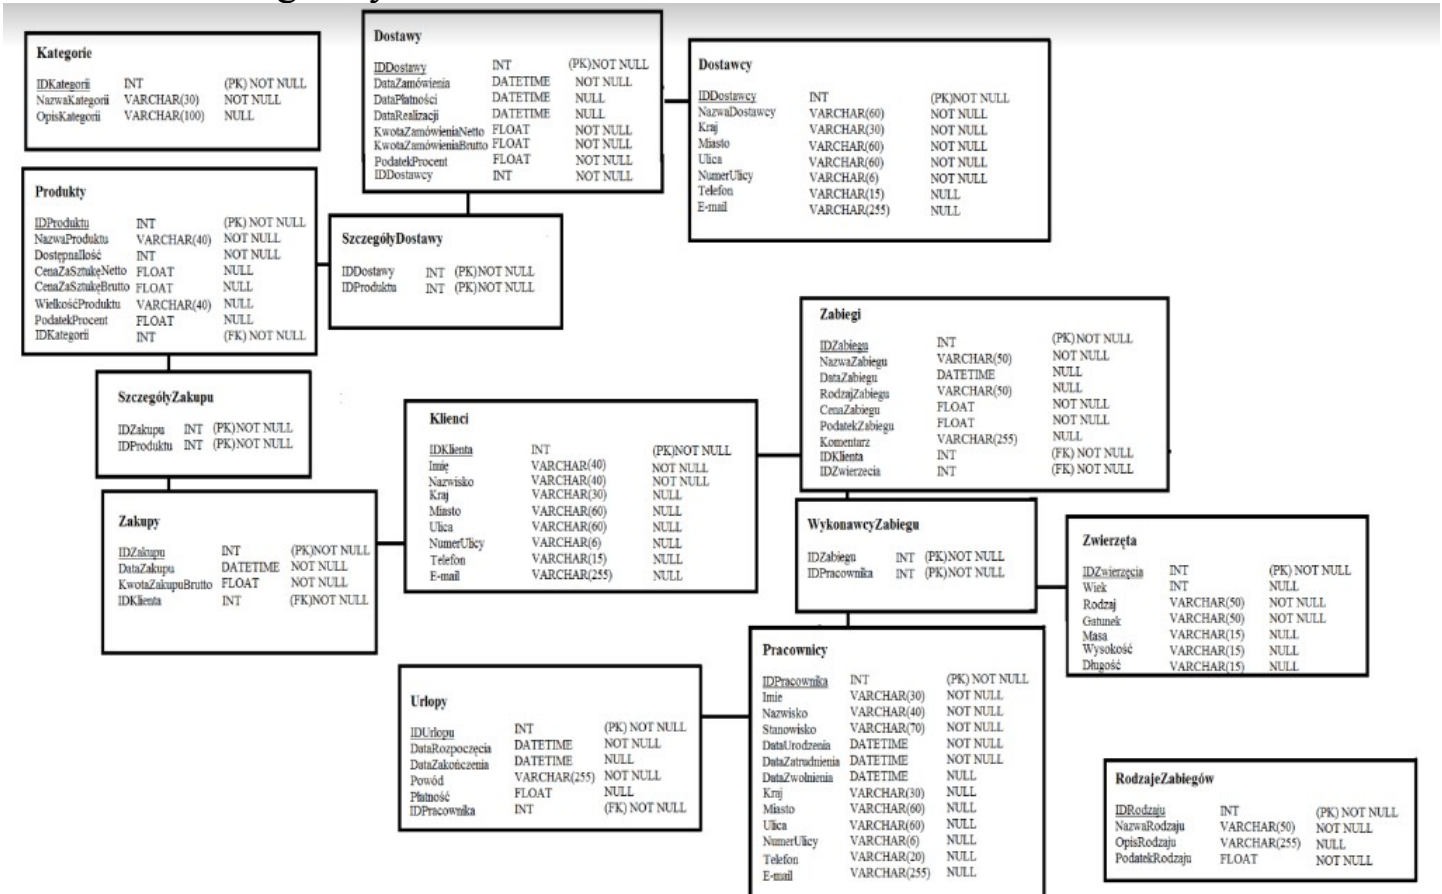 Kategorie
IDKategorii INT (PK) NOT NULL
NazwaKategorii VARCHAR(30) NOT NULL
OpisKategorii VARCHAR(100) NULL
Dostawy
IDDostawy INT (PK)NOT NULL
DataZamówienia DATETIME NOT NULL
DataPłatności DATETIME NULL
DataRealizacji DATETIME NULL
KwotaZamówieniaNetto FLOAT NOT NULL
KwotaZamówieniaBrutto FLOAT NOT NULL
PodatekProcent FLOAT NOT NULL
IDDostawcy INT NOT NULL
Dostawcy
IDDostawcy INT (PK)NOT NULL
NazwaDostawcy VARCHAR(60) NOT NULL
Kraj VARCHAR(30) NOT NULL
Miasto VARCHAR(60) NOT NULL
Ulica VARCHAR(60) NOT NULL
NumerUlicy VARCHAR(6) NOT NULL
Telefon VARCHAR(15) NULL
E-mail VARCHAR(255) NULL
Produkty
IDProduktu INT (PK) NOT NULL
NazwaProduktu VARCHAR(40) NOT NULL
DostępnaIlość INT NOT NULL
CenaZaSztukęNetto FLOAT NULL
CenaZaSztukęBrutto FLOAT NULL
WielkośćProduktu VARCHAR(40) NULL
PodatekProcent FLOAT NULL
IDKategorii INT (FK) NOT NULL
SzczegółyDostawy
IDDostawy INT (PK)NOT NULL
IDProduktu INT (PK)NOT NULL
Zabiegi
IDZabiegu INT (PK)NOT NULL
NazwaZabiegu VARCHAR(50) NOT NULL
DataZabiegu DATETIME NULL
RodzajZabiegu VARCHAR(50) NULL
CenaZabiegu FLOAT NOT NULL
PodatekZabiegu FLOAT NOT NULL
Komentarz VARCHAR(255) NULL
IDKlienta INT (FK) NOT NULL
IDZwierzecia INT (FK) NOT NULL
SzczegółyZakupu
IDZakupu INT (PK)NOT NULL
IDProduktu INT (PK)NOT NULL
Klienci
IDKlienta INT (PK)NOT NULL
Imię VARCHAR(40) NOT NULL
Nazwisko VARCHAR(40) NOT NULL
Kraj VARCHAR(30) NULL
Miasto VARCHAR(60) NULL
Ulica VARCHAR(60) NULL
NumerUlicy VARCHAR(6) NULL
Telefon VARCHAR(15) NULL
E-mail VARCHAR(255) NULL
Zakupy
IDZakupu INT (PK)NOT NULL
DataZakupu DATETIME NOT NULL
KwotaZakupuBrutto FLOAT NOT NULL
IDKlienta INT (FK)NOT NULL
WykonawcyZabiegu
IDZabiegu INT (PK)NOT NULL
IDPracownika INT (PK)NOT NULL
Zwierzęta
IDZwierzęcia INT (PK) NOT NULL
Wiek INT NULL
Rodzaj VARCHAR(50) NOT NULL
Gatunek VARCHAR(50) NOT NULL
Masa VARCHAR(15) NULL
Wysokość VARCHAR(15) NULL
Długość VARCHAR(15) NULL
Urlopy
IDUrlopu INT (PK) NOT NULL
DataRozpoczęcia DATETIME NOT NULL
DataZakończenia DATETIME NULL
Powód VARCHAR(255) NOT NULL
Płatność FLOAT NULL
IDPracownika INT (FK) NOT NULL
Pracownicy
IDPracownika INT (PK) NOT NULL
Imie VARCHAR(30) NOT NULL
Nazwisko VARCHAR(40) NOT NULL
Stanowisko VARCHAR(70) NOT NULL
DataUrodzenia DATETIME NOT NULL
DataZatrudnienia DATETIME NOT NULL
DataZwolnienia DATETIME NULL
Kraj VARCHAR(30) NULL
Miasto VARCHAR(60) NULL
Ulica VARCHAR(60) NULL
NumerUlicy VARCHAR(6) NULL
Telefon VARCHAR(20) NULL
E-mail VARCHAR(255) NULL
RodzajeZabiegów
IDRodzaju INT (PK) NOT NULL
NazwaRodzaju VARCHAR(50) NOT NULL
OpisRodzaju VARCHAR(255) NULL
PodatekRodzaju FLOAT NOT NULL